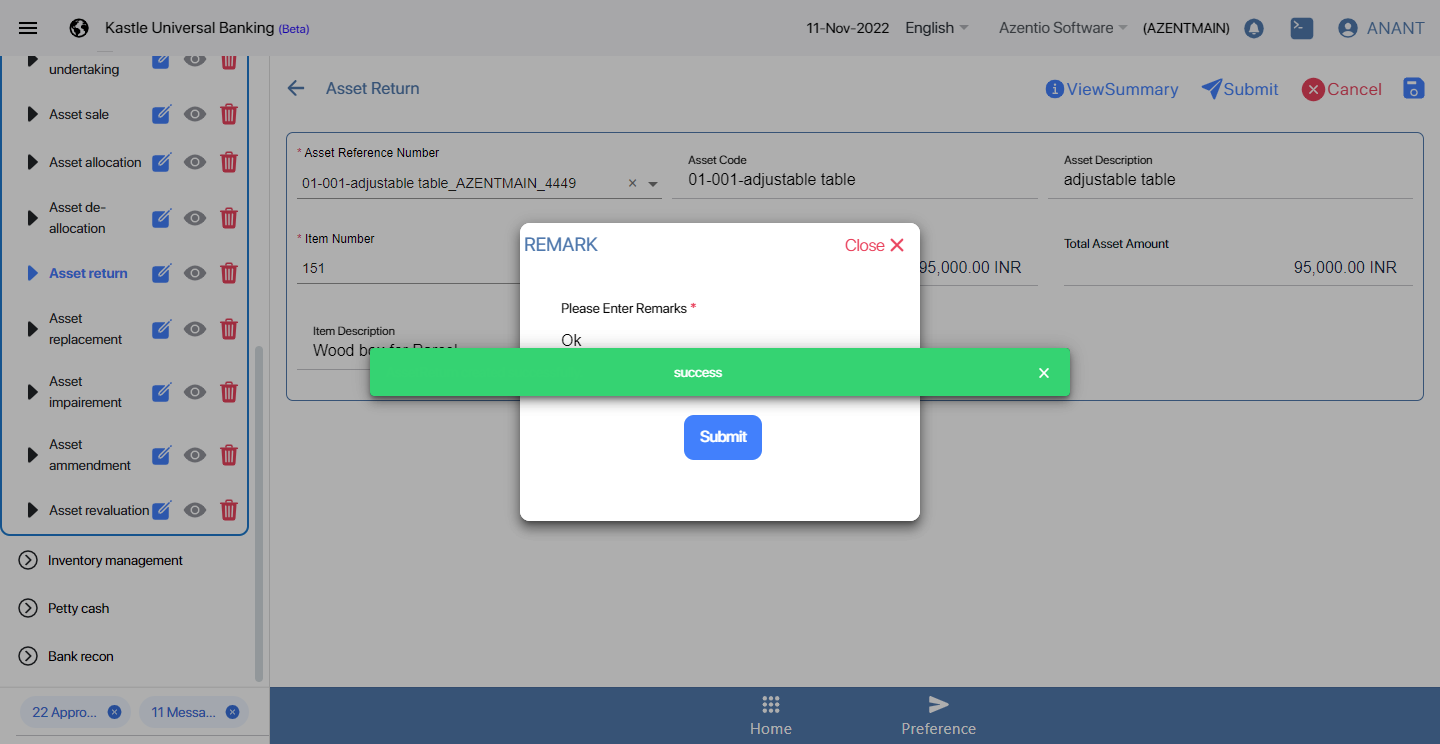 Kastle Universal Banking (Beta)
11-Nov-2022 English Azentio Software (AZENTMAIN) ANANT
undertaking
Asset sale
Asset allocation
Asset de-
allocation
Asset return
Asset
replacement
Asset
impairement
Asset
ammendment
Asset revaluation
Inventory management
Petty cash
Bank recon
22 Appro...
11 Messa...
Asset Return
ViewSummary Submit Cancel
* Asset Reference Number
01-001-adjustable table_AZENTMAIN_4449
Asset Code
01-001-adjustable table
Asset Description
adjustable table
* Item Number
151
95,000.00 INR
Total Asset Amount
95,000.00 INR
Item Description
Wood box for
REMARK
Close
Please Enter Remarks *
Ok
success
Submit
Home
Preference